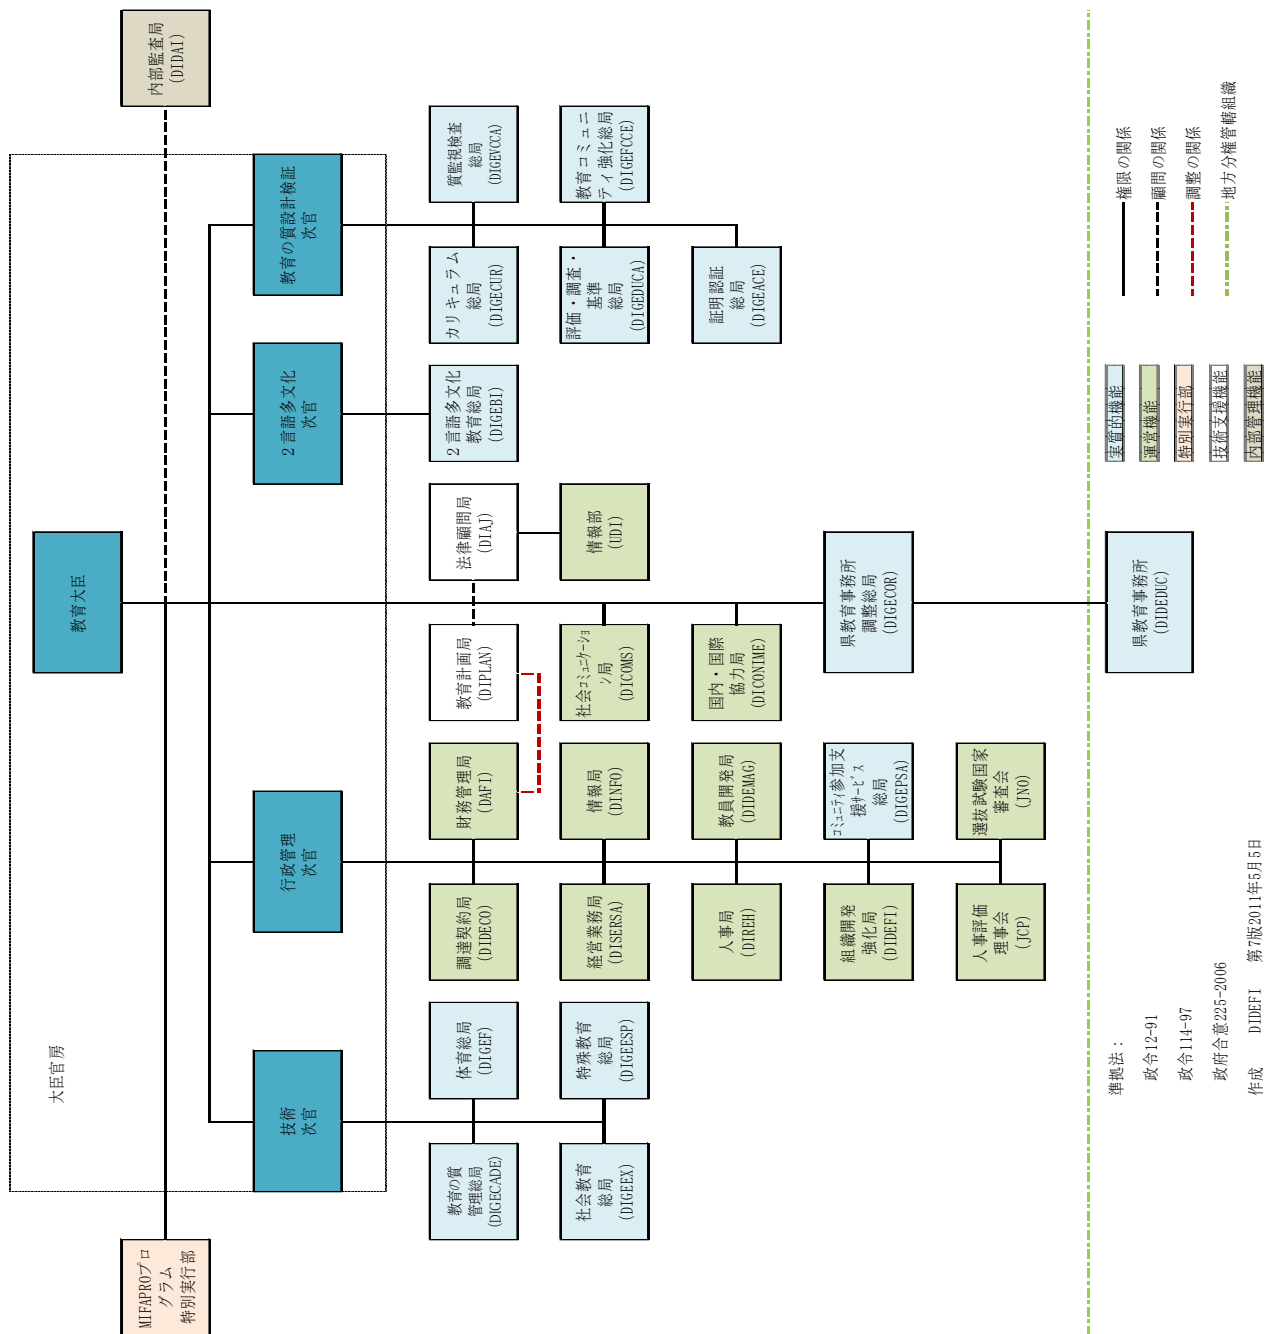 大臣官房
教育大臣
MIFAPROプロ
グラム
特別実行部
内部監査局
(DIDAI)
技術
次官
行政管理
次官
2言語多文化
次官
教育の質設計検証
次官
教育の質
管理総局
(DIGECADE)
体育総局
(DIGEF)
調達契約局
(DIDECO)
財務管理局
(DAFI)
教育計画局
(DIPLAN)
法律顧問局
(DIAJ)
2言語多文化
教育総局
(DIGEBI)
カリキュラム
総局
(DIGECUR)
質監視検査
総局
(DIGEVCCA)
社会教育
総局
(DIGEEX)
特殊教育
総局
(DIGEESP)
経営業務局
(DISERSA)
情報局
(DINFO)
社会コミュニケーショ
ン局
(DICOMS)
情報部
(UDI)
評価・調査・
基準
総局
(DIGEDUCA)
教育コミュニ
ティ強化総局
(DIGEFCCE)
人事局
(DIREH)
教員開発局
(DIDEMAG)
国内・国際
協力局
(DICONIME)
証明認証
総局
(DIGEACE)
組織開発
強化局
(DIDEFI)
コミュニティ参加支
援サービス
総局
(DIGEPSA)
県教育事務所
調整総局
(DIGECOR)
人事評価
理事会
(JCP)
選抜試験国家
審査会
(JNO)
県教育事務所
(DIDEDUC)
準拠法：
政令12-91
政令114-97
政府合意225-2006
作成 DIDEFI 第7版2011年5月5日
実質的機能
運営機能
特別実行部
技術支援機能
内部管理機能
権限の関係
顧問の関係
調整の関係
地方分権管轄組織